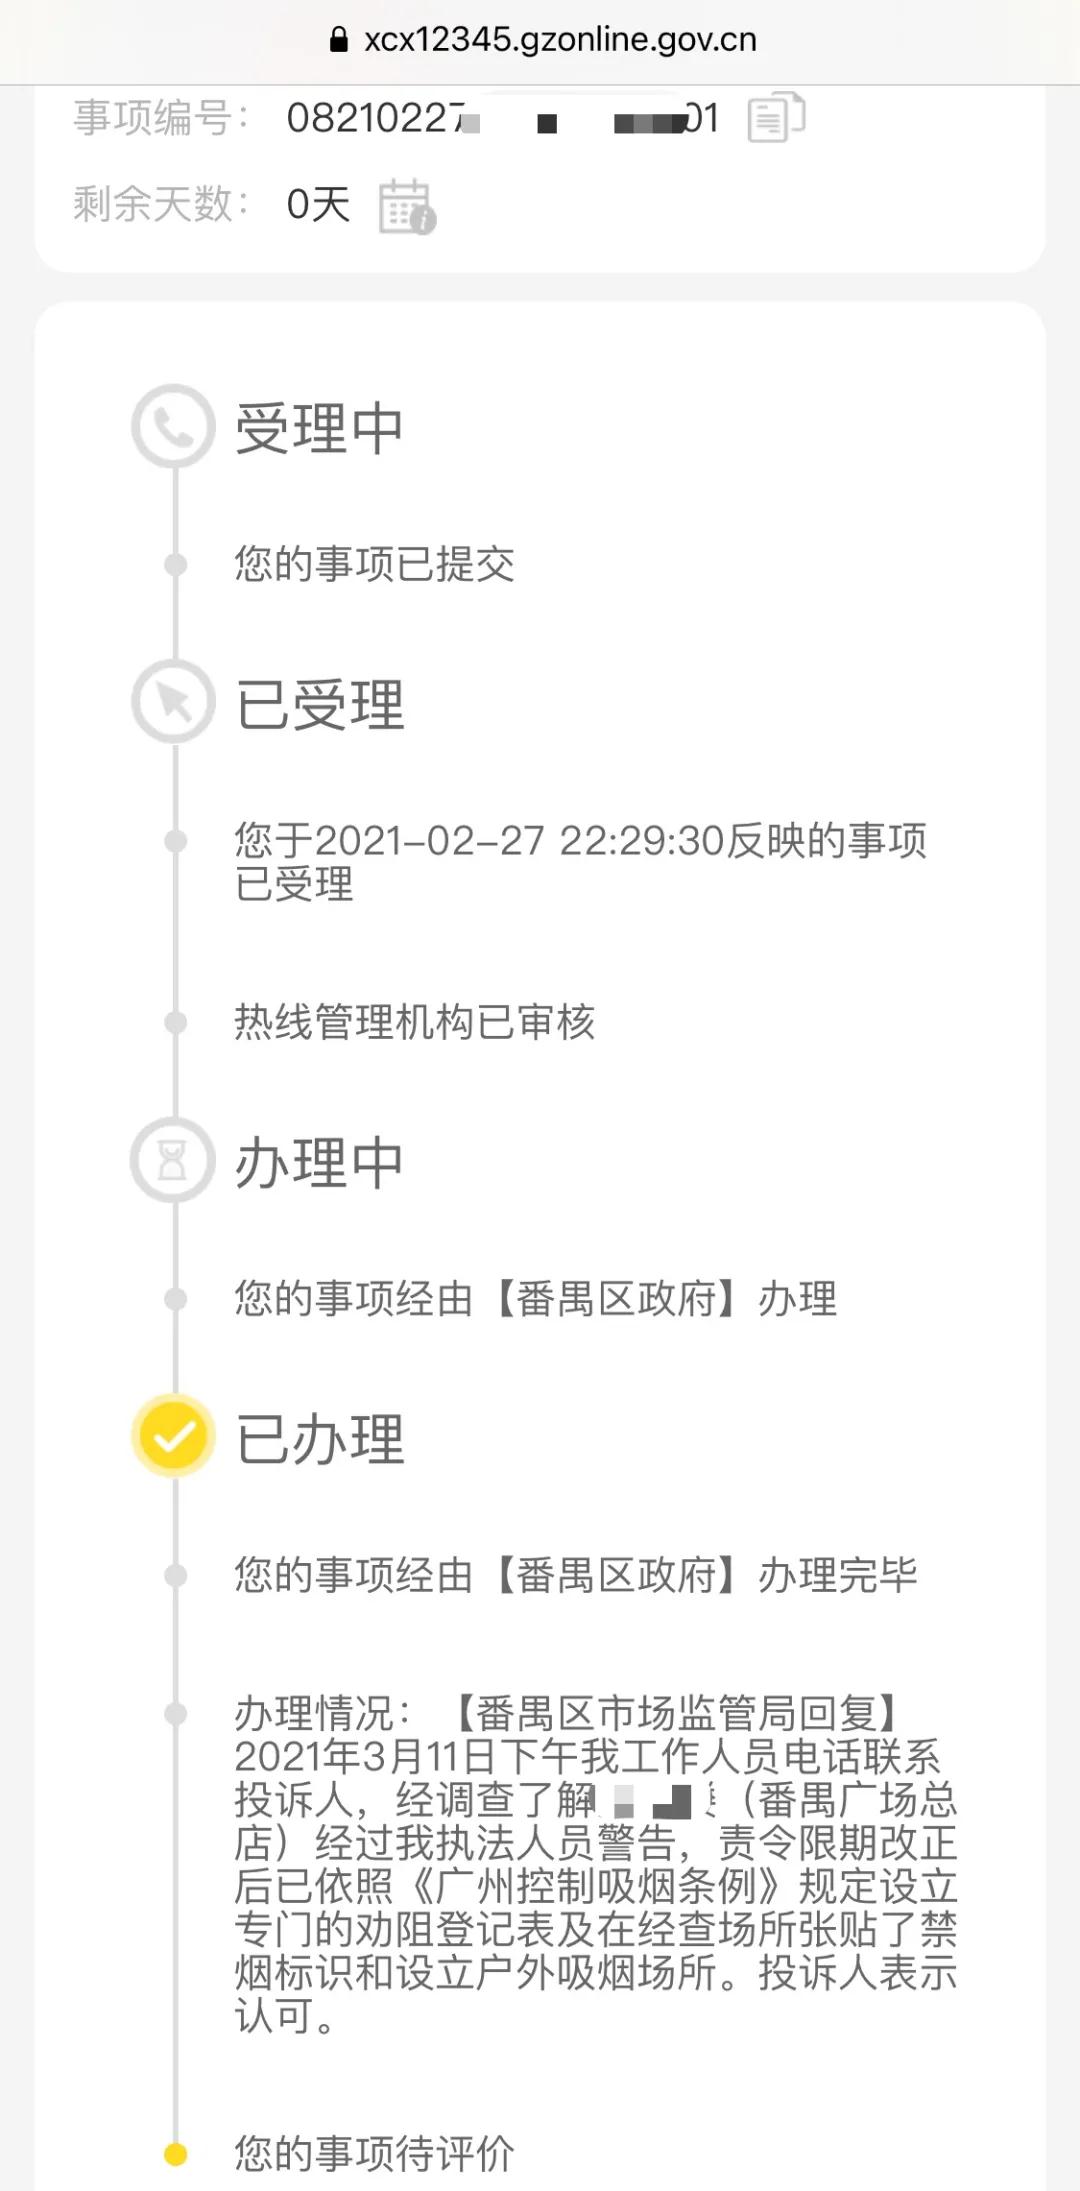 xcx12345.gzonline.gov.cn
事项编号： 08210227 01
剩余天数： 0天
受理中
您的事项已提交
已受理
您于2021-02-27 22:29:30反映的事项
已受理
热线管理机构已审核
办理中
您的事项经由【番禺区政府】办理
已办理
您的事项经由【番禺区政府】办理完毕
办理情况：【番禺区市场监管局回复】
2021年3月11日下午我工作人员电话联系
投诉人，经调查了解 （番禺广场总
店）经过我执法人员警告，责令限期改正
后已依照《广州控制吸烟条例》规定设立
专门的劝阻登记表及在经查场所张贴了禁
烟标识和设立户外吸烟场所。投诉人表示
认可。
您的事项待评价